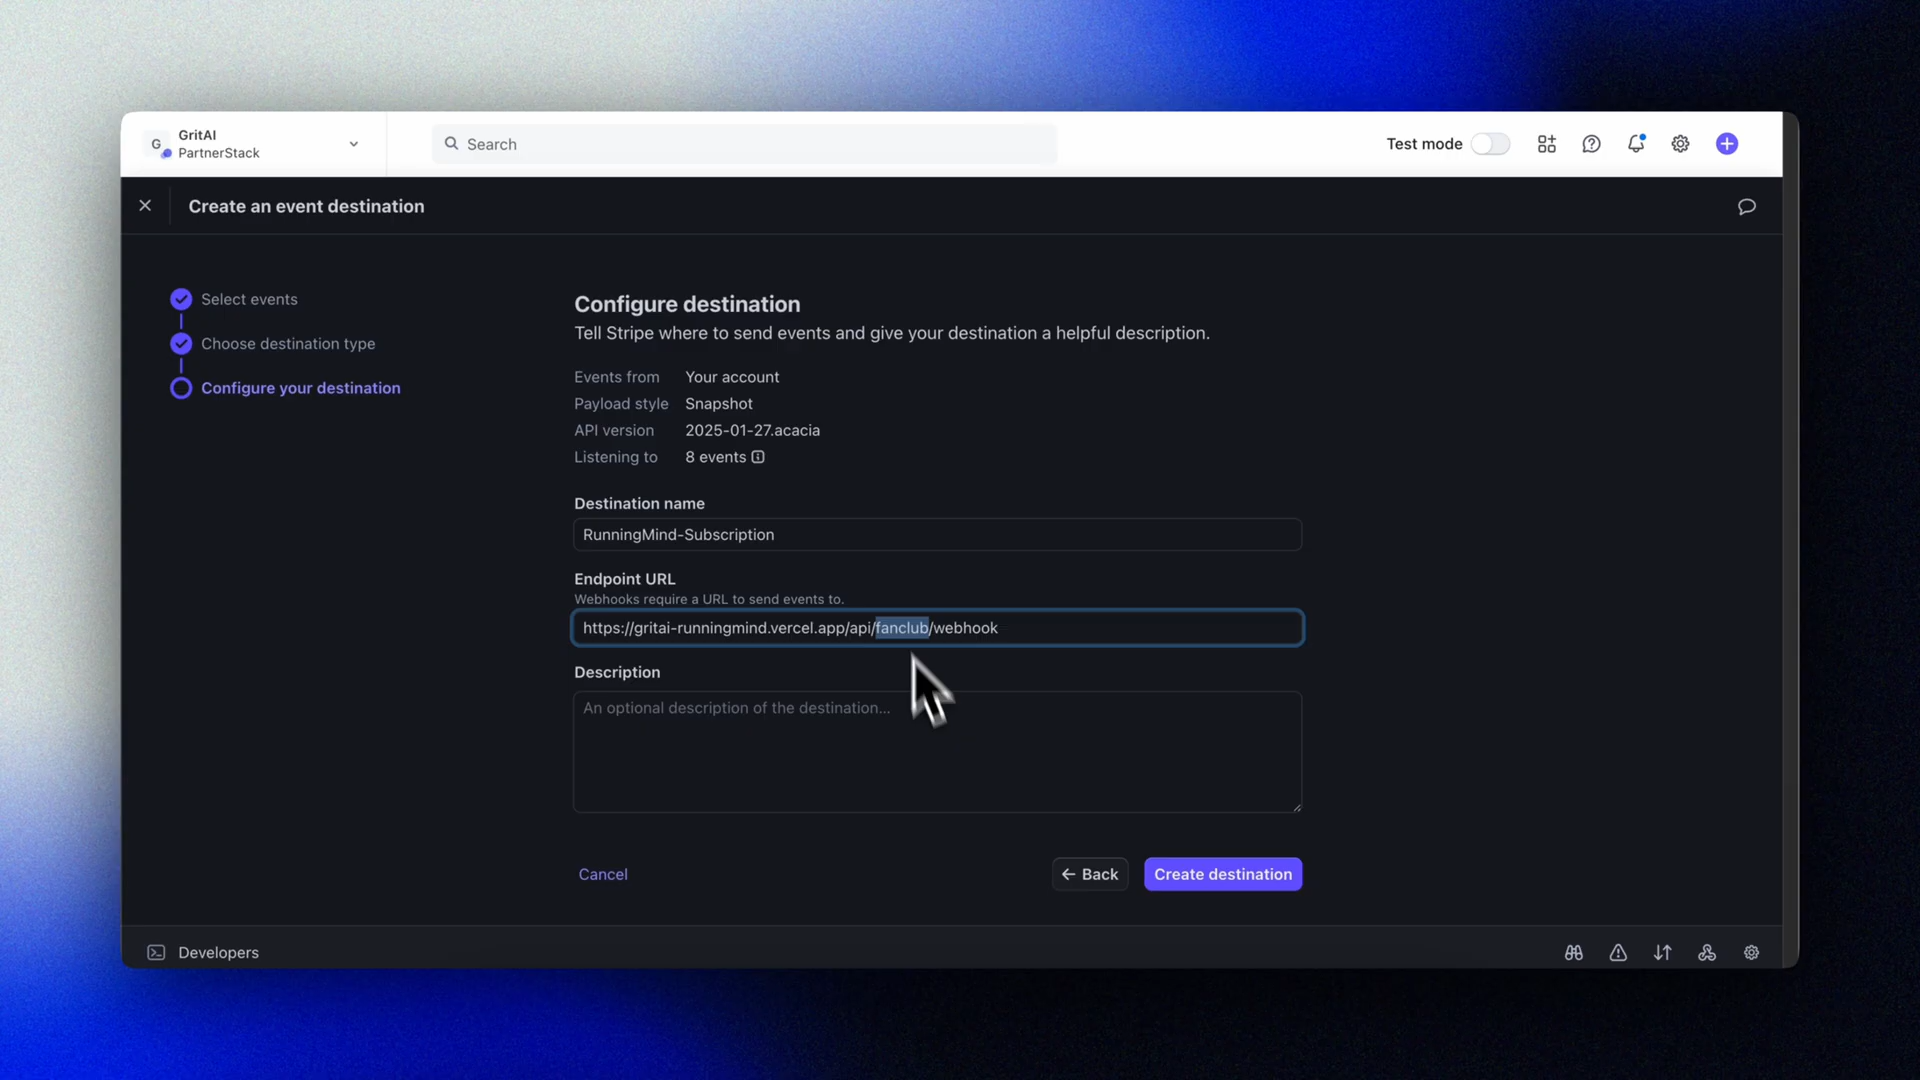 G
GritAI
PartnerStack
Search
Test mode
Create an event destination
Select events
Choose destination type
Configure your destination
Configure destination
Tell Stripe where to send events and give your destination a helpful description.
Events from Your account
Payload style Snapshot
API version 2025-01-27.acacia
Listening to 8 events
Destination name
RunningMind-Subscription
Endpoint URL
Webhooks require a URL to send events to.
https://gritai-runningmind.vercel.app/api/fanclub/webhook
Description
An optional description of the destination...
Cancel
Back
Create destination
Developers